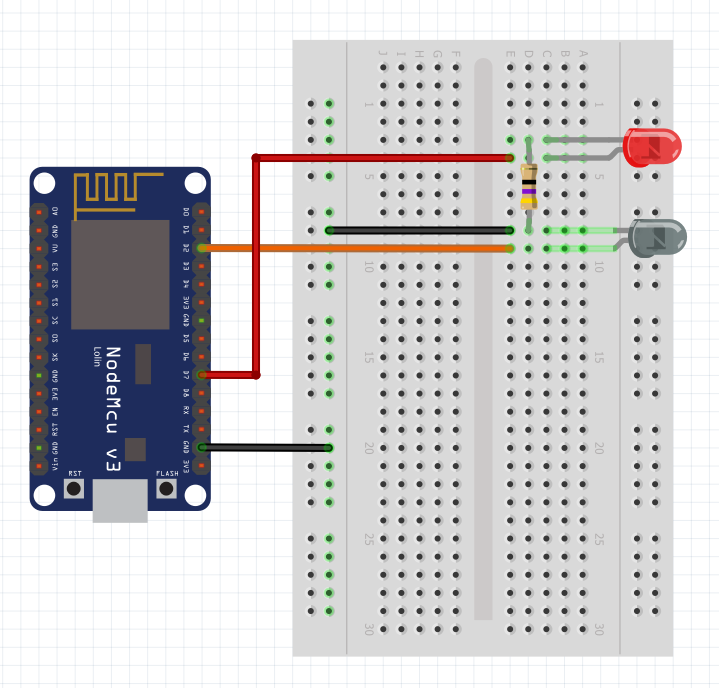 J I H G F E D C B A
1 1
5 5
10 10
15 15
20 20
25 25
30 30
A0
GND
VU
S3
S2
S1
SC
S0
SK
GND
3V3
EN
RST
GND
Vin
D0
D1
D2
D3
D4
3V3
GND
D5
D6
D7
D8
RX
TX
GND
3V3
NodeMcu v3
Lolin
RST
FLASH